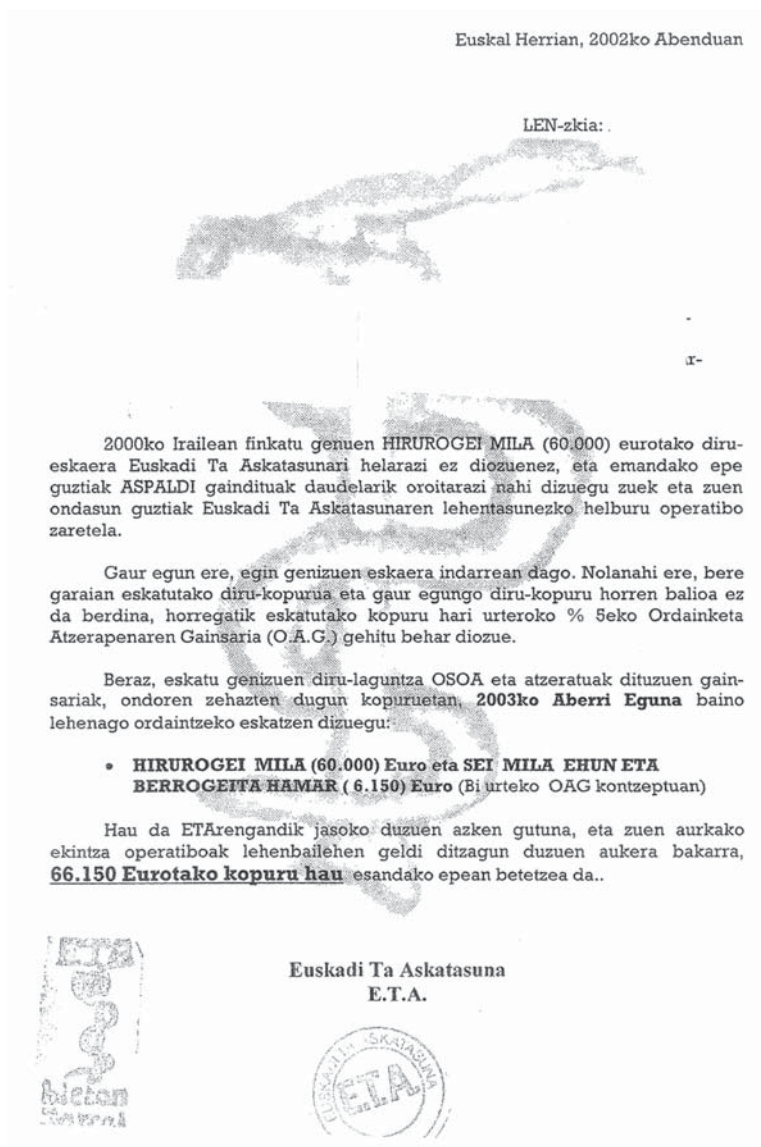 Euskal Herrian, 2002ko Abenduan
LEN-zkia: .
-
r-
2000ko Irailean finkatu genuen HIRUROGEI MILA (60.000) eurotako diru-
eskaera Euskadi Ta Askatasunari helarazi ez diozuenez, eta emandako epe
guztiak ASPALDI gaindituak daudelarik oroitarazi nahi dizuegu zuek eta zuen
ondasun guztiak Euskadi Ta Askatasunaren lehentasunezko helburu operatibo
zaretela.
Gaur egun ere, egin genizuen eskaera indarrean dago. Nolanahi ere, bere
garaian eskatutako diru-kopurua eta gaur egungo diru-kopuru horren balioa ez
da berdina, horregatik eskatutako kopuru hari urteroko % 5eko Ordainketa
Atzerapenaren Gainsaria (O.A.G.) gehitu behar diozue.
Beraz, eskatu genizuen diru-laguntza OSOA eta atzeratuak dituzuen gain-
sariak, ondoren zehazten dugun kopuruetan, 2003ko Aberri Eguna baino
lehenago ordaintzeko eskatzen dizuegu:
• HIRUROGEI MILA (60.000) Euro eta SEI MILA EHUN ETA
BERROGEITA HAMAR ( 6.150) Euro (Bi urteko OAG kontzeptuan)
Hau da ETArengandik jasoko duzuen azken gutuna, eta zuen aurkako
ekintza operatiboak lehenbailehen geldi ditzagun duzuen aukera bakarra,
66.150 Eurotako kopuru hau esandako epean betetzea da..
Euskadi Ta Askatasuna
E.T.A.
ETA
bietan
EUSKADI TA ASKATASUNA
E.T.A.